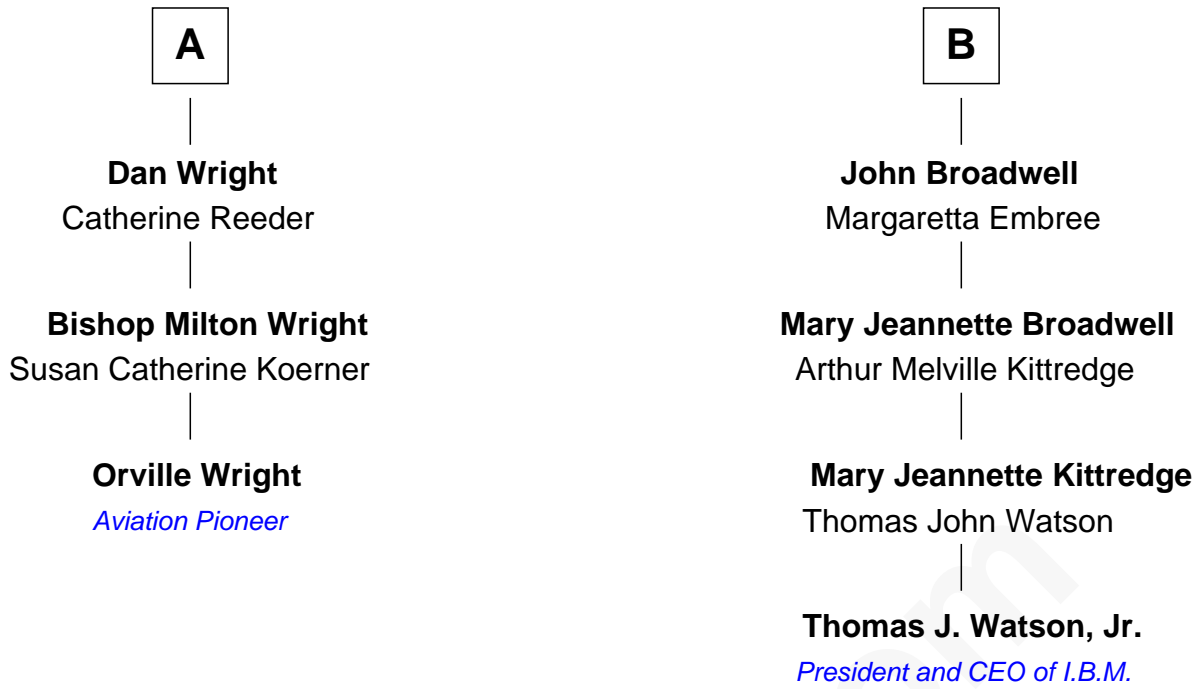 A
Dan Wright
Catherine Reeder
Bishop Milton Wright
Susan Catherine Koerner
Orville Wright
Aviation Pioneer
B
John Broadwell
Margaretta Embree
Mary Jeannette Broadwell
Arthur Melville Kittredge
Mary Jeannette Kittredge
Thomas John Watson
Thomas J. Watson, Jr.
President and CEO of I.B.M.